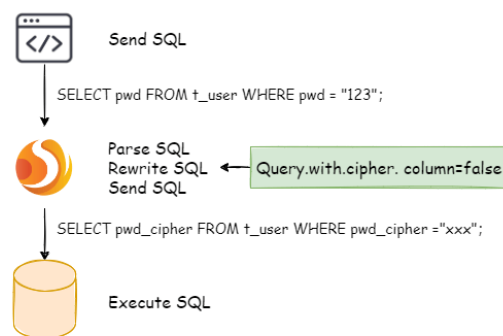 </>
Send SQL
SELECT pwd FROM t_user WHERE pwd = "123";
Parse SQL
Rewrite SQL
Send SQL
Query.with.cipher. column=false
SELECT pwd_cipher FROM t_user WHERE pwd_cipher ="xxx";
Execute SQL